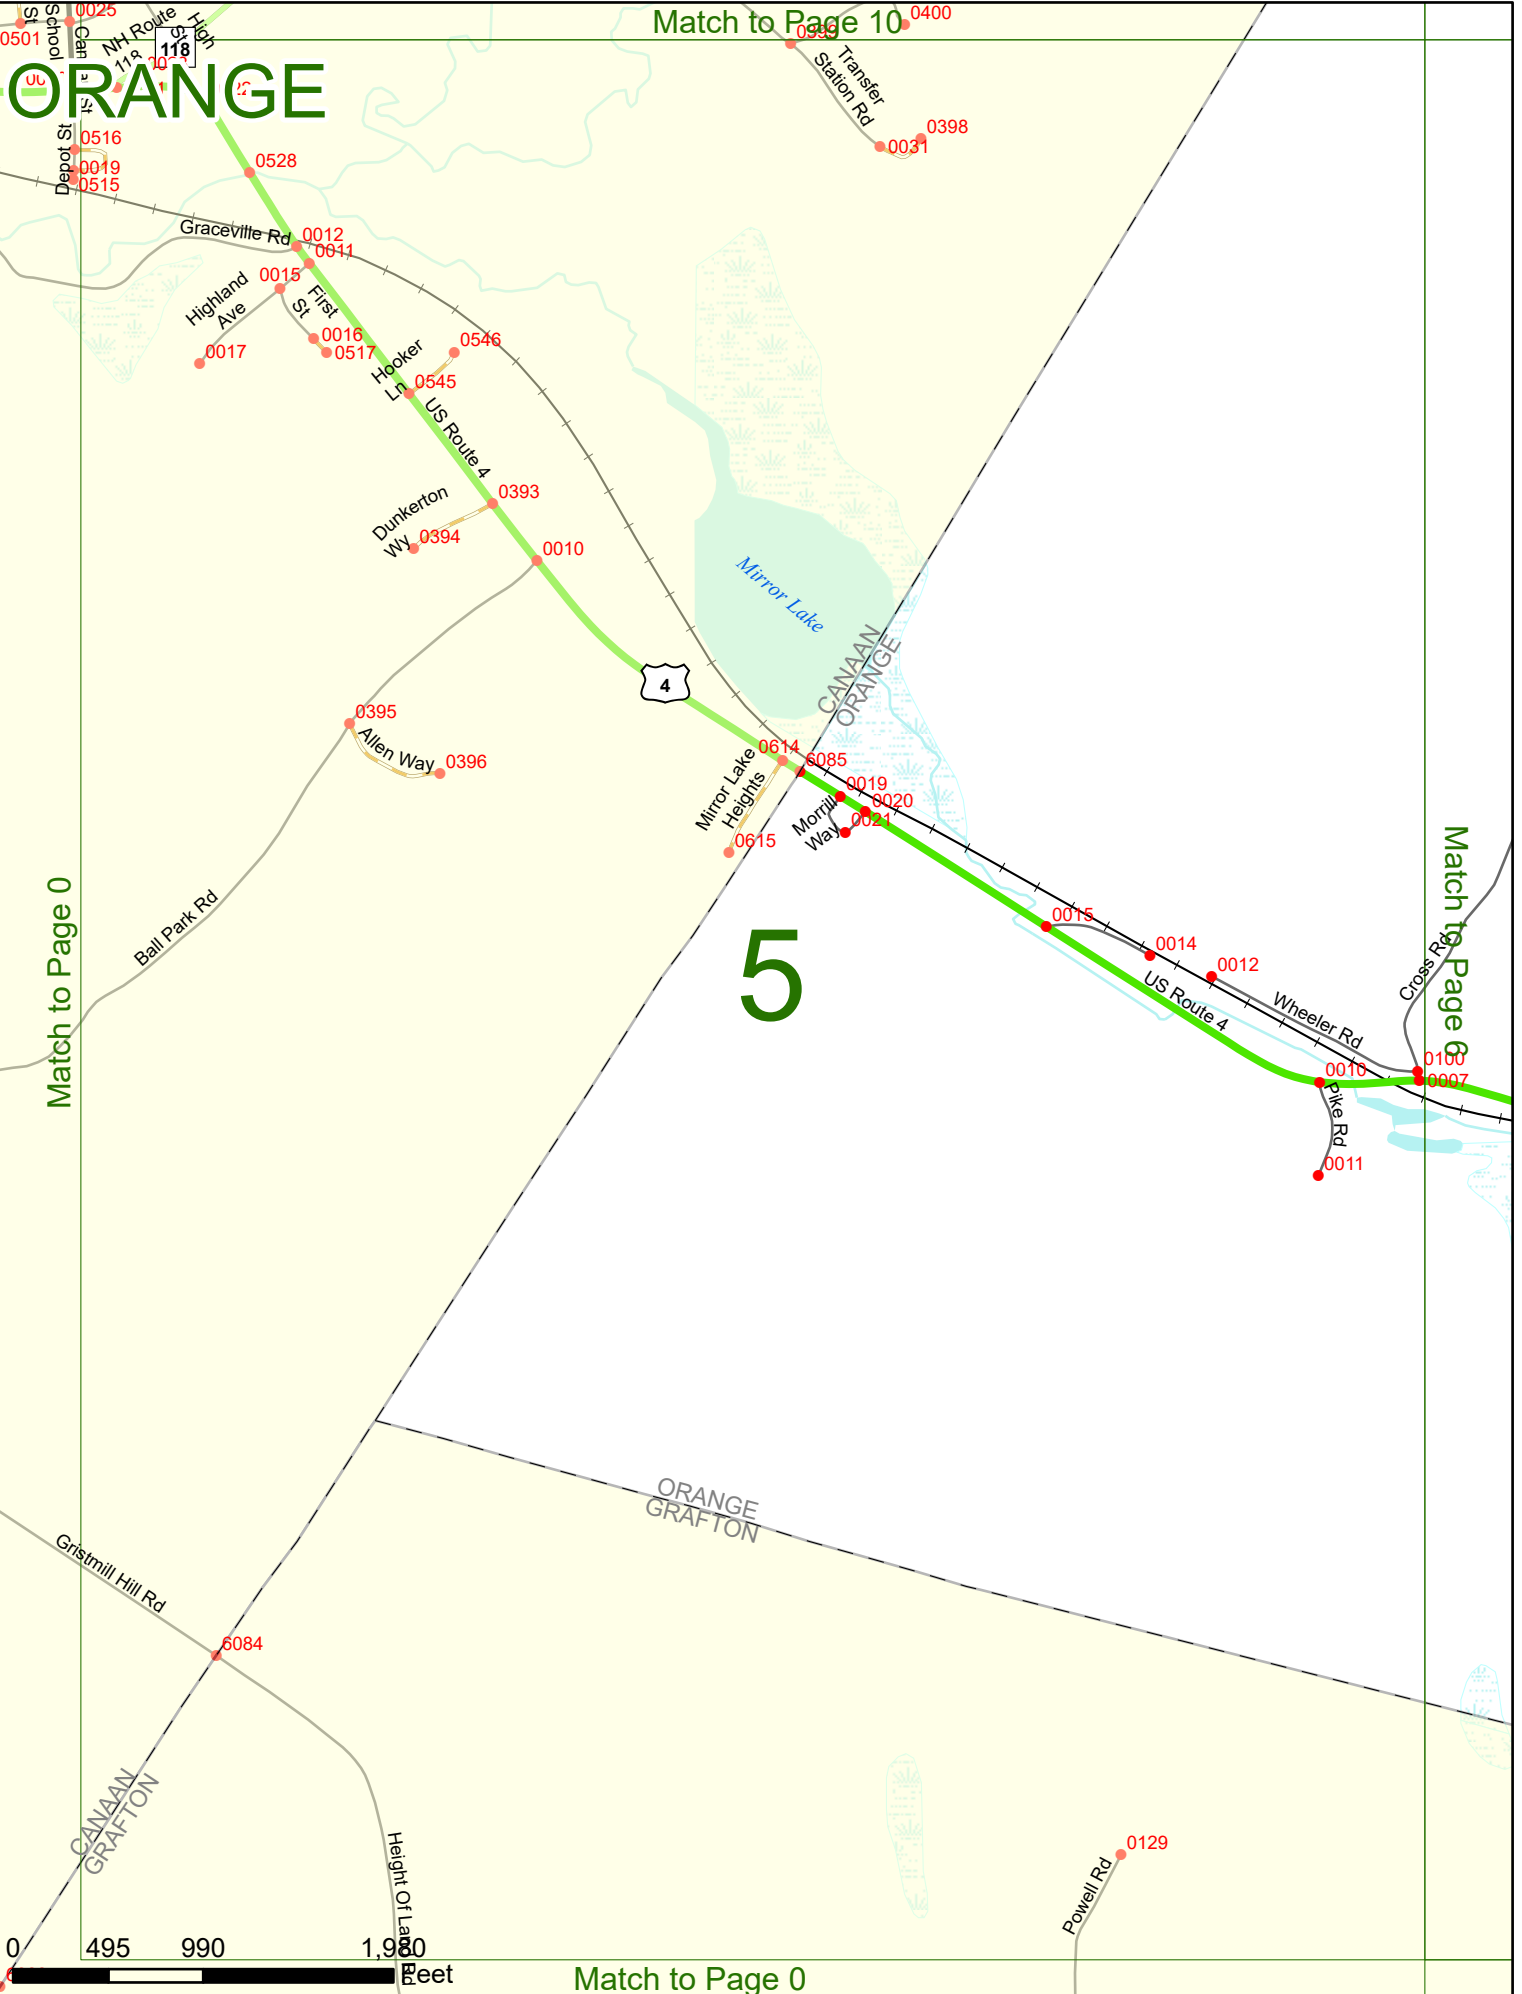 Match to Page 10
0025
0501
St
School
Canal St
NH Route
118
High
St
118
ORANGE
0399
0400
Transfer
Station Rd
0398
0031
Depot St
0516
0019
0515
0528
Graceville Rd
0012
0011
0015
Highland
Ave
First
St
0016
0517
0017
Hooker
H Ln
0546
0545
US Route 4
0393
Dunkerton
Wy
0394
0010
Mirror Lake
CANAAN
ORANGE
4
0395
Allen Way
0396
0614
6085
Mirror Lake
Heights
0615
0019
0020
0021
Morrill
Way
Ball Park Rd
Match to Page 0
5
0015
0014
0012
US Route 4
Wheeler Rd
Cross Rd
Match to Page 6
0100
0007
0010
Pike Rd
0011
ORANGE
GRAFTON
Gristmill Hill Rd
6084
CANAAN
GRAFTON
Height Of Land Rd
0129
Powell Rd
0 495 990 1,980
Feet
Match to Page 0